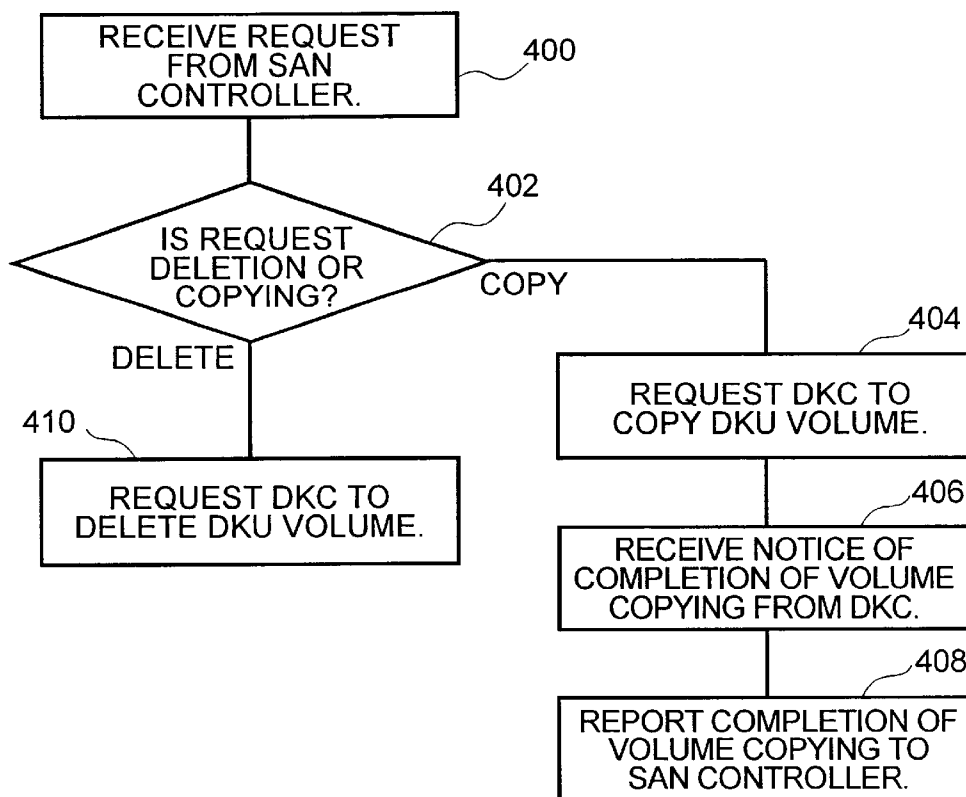 RECEIVE REQUEST
FROM SAN
CONTROLLER.
400
402
IS REQUEST
DELETION OR
COPYING?
COPY
DELETE
404
REQUEST DKC TO
COPY DKU VOLUME.
410
REQUEST DKC TO
DELETE DKU VOLUME.
406
RECEIVE NOTICE OF
COMPLETION OF VOLUME
COPYING FROM DKC.
408
REPORT COMPLETION OF
VOLUME COPYING TO
SAN CONTROLLER.